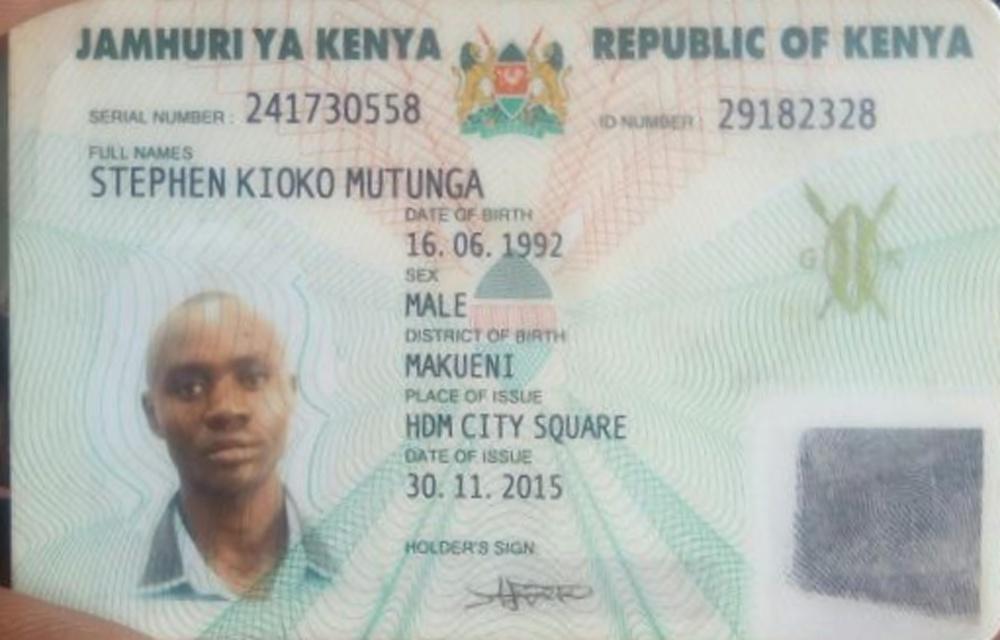 JAMHURI YA KENYA REPUBLIC OF KENYA
SERIAL NUMBER : 241730558 ID NUMBER : 29182328
FULL NAMES
STEPHEN KIOKO MUTUNGA
DATE OF BIRTH
16. 06. 1992
SEX
MALE
DISTRICT OF BIRTH
MAKUENI
PLACE OF ISSUE
HDM CITY SQUARE
DATE OF ISSUE
30. 11. 2015
HOLDER'S SIGN
G K